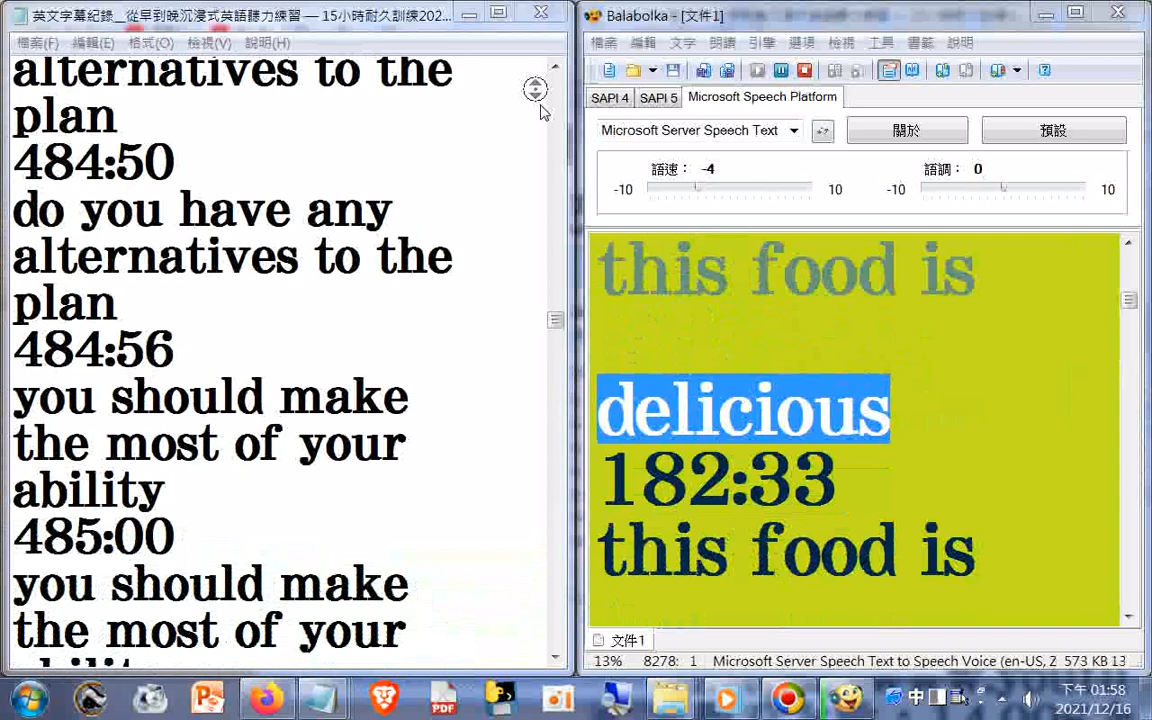 英文字幕紀錄__從早到晚沉浸式英語聽力練習 — 15小時耐久訓練202...
檔案(F) 編輯(E) 格式(O) 檢視(V) 說明(H)
alternatives to the
plan
484:50
do you have any
alternatives to the
plan
484:56
you should make
the most of your
ability
485:00
you should make
the most of your
ability
Balabolka - [文件1]
檔案 編輯 文字 朗讀 引擎 選項 檢視 工具 書籤 說明
SAPI 4 SAPI 5 Microsoft Speech Platform
Microsoft Server Speech Text 關於 預設
語速： -4 語調： 0
-10 10 -10 10
this food is
delicious
182:33
this food is
文件1
13% 8278: 1 Microsoft Server Speech Text to Speech Voice (en-US, 2 573 KB 13
PDF
中
下午 01:58
2021/12/16